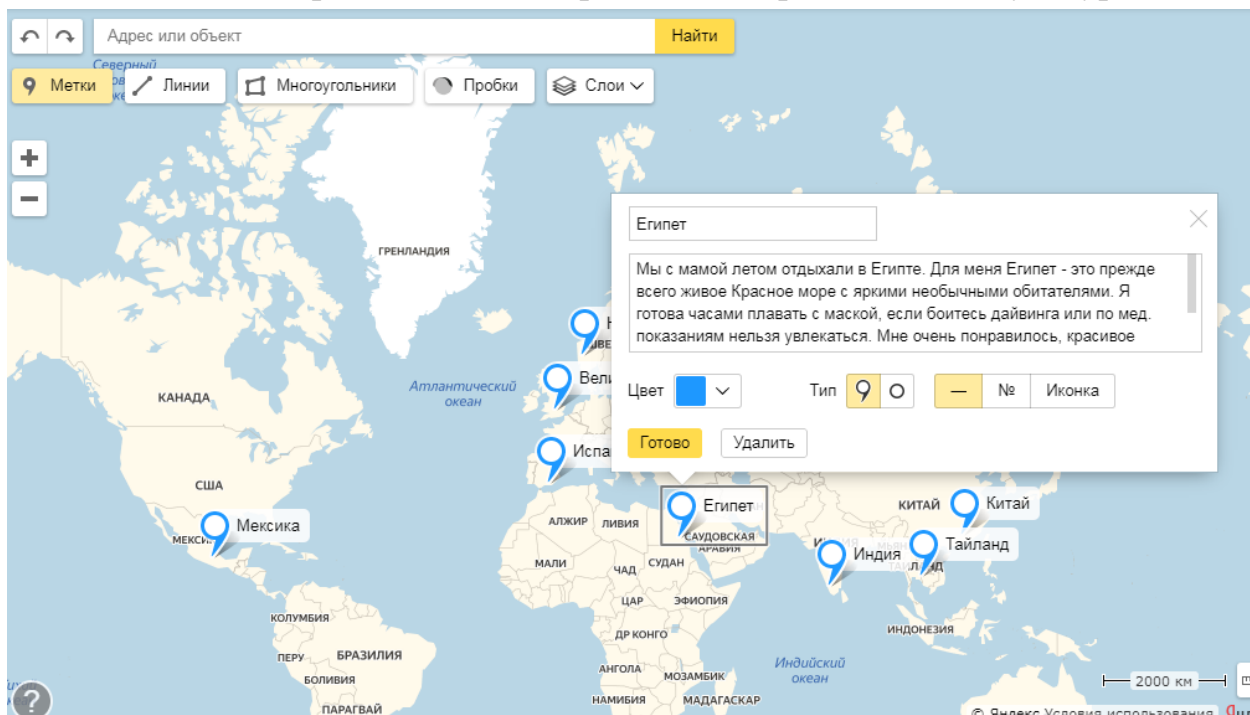 Адрес или объект
Найти
Северный
Метки
Линии
Многоугольники
Пробки
Слои
Египет
ГРЕНЛАНДИЯ
Мы с мамой летом отдыхали в Египте. Для меня Египет - это прежде
всего живое Красное море с яркими необычными обитателями. Я
готова часами плавать с маской, если боитесь дайвинга или по мед.
показаниям нельзя увлекаться. Мне очень понравилось, красивое
Атлантический
океан
КАНАДА
Цвет
Тип
—
№
Иконка
Готово
Удалить
США
Мексика
Египет
КИТАЙ
Китай
АЛЖИР
ЛИВИЯ
САУДОВСКАЯ
АРАВИЯ
Индия
Тайланд
МАЛИ
ЧАД
СУДАН
ЦАР
ЭФИОПИЯ
КОЛУМБИЯ
ДР КОНГО
ИНДОНЕЗИЯ
ПЕРУ
БРАЗИЛИЯ
АНГОЛА
МОЗАМБИК
Индийский
океан
БОЛИВИЯ
2000 км
НАМИБИЯ
МАДАГАСКАР
ПАРАГВАЙ
?
© Яндекс Условия использования